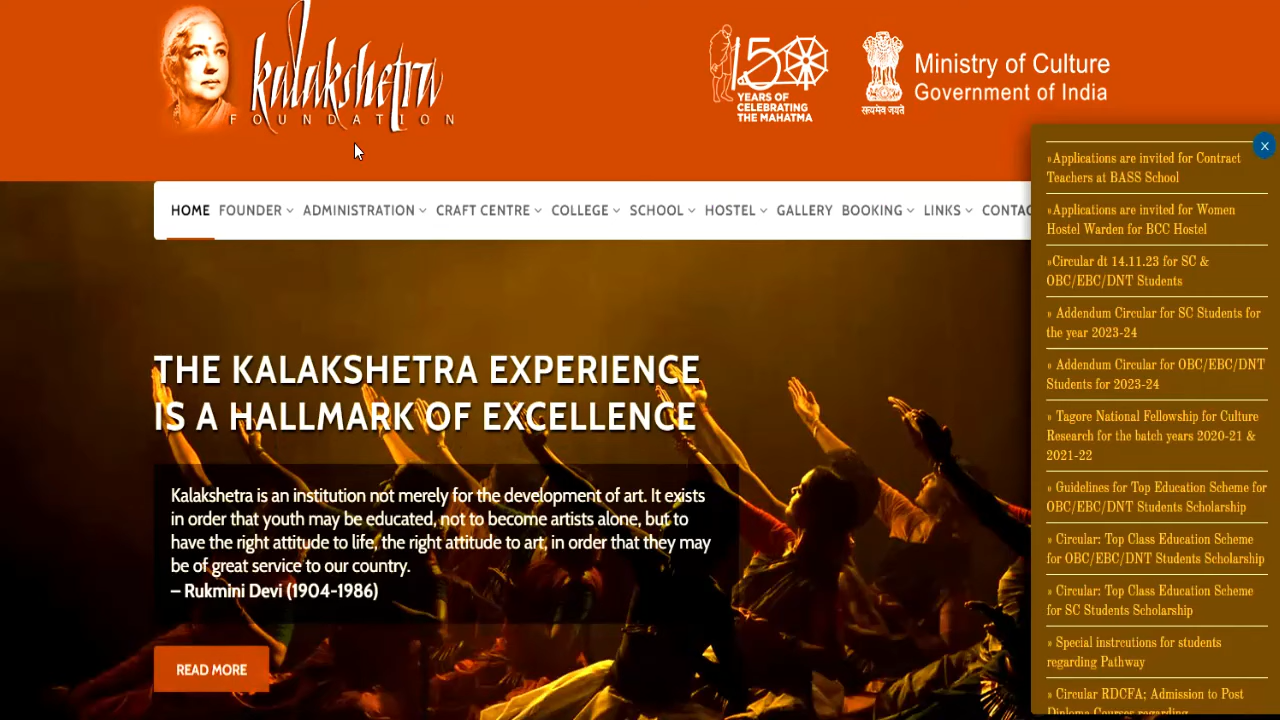 kalakshetra
FOUNDATION
150
YEARS OF
CELEBRATING
THE MAHATMA
सत्यमेव जयते
Ministry of Culture
Government of India
HOME FOUNDER ADMINISTRATION CRAFT CENTRE COLLEGE SCHOOL HOSTEL GALLERY BOOKING LINKS CONTAC
THE KALAKSHETRA EXPERIENCE
IS A HALLMARK OF EXCELLENCE
Kalakshetra is an institution not merely for the development of art. It exists
in order that youth may be educated, not to become artists alone, but to
have the right attitude to life, the right attitude to art, in order that they may
be of great service to our country.
– Rukmini Devi (1904-1986)
READ MORE
×
»Applications are invited for Contract
Teachers at BASS School
»Applications are invited for Women
Hostel Warden for BCC Hostel
»Circular dt 14.11.23 for SC &
OBC/EBC/DNT Students
» Addendum Circular for SC Students for
the year 2023-24
» Addendum Circular for OBC/EBC/DNT
Students for 2023-24
» Tagore National Fellowship for Culture
Research for the batch years 2020-21 &
2021-22
» Guidelines for Top Education Scheme for
OBC/EBC/DNT Students Scholarship
» Circular: Top Class Education Scheme
for OBC/EBC/DNT Students Scholarship
» Circular: Top Class Education Scheme
for SC Students Scholarship
» Special instrcutions for students
regarding Pathway
» Circular RDCFA; Admission to Post
Diploma Courses regarding